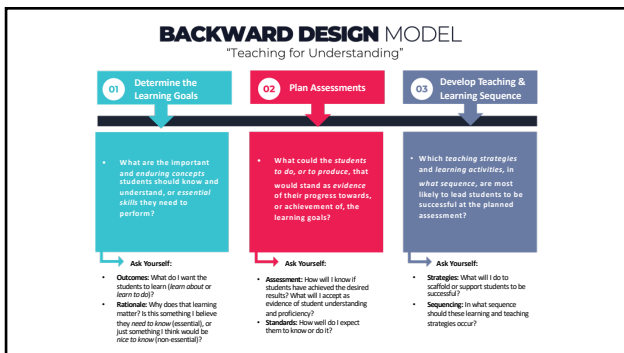 BACKWARD DESIGN MODEL
"Teaching for Understanding"
01
Determine the
Learning Goals
• What are the important
and enduring concepts
students should know and
understand, or essential
skills they need to
perform?
Ask Yourself:
• Outcomes: What do I want the
students to learn (learn about or
learn to do)?
• Rationale: Why does that learning
matter? Is this something I believe
they need to know (essential), or
just something I think would be
nice to know (non-essential)?
02
Plan Assessments
• What could the students
to do, or to produce, that
would stand as evidence
of their progress towards,
or achievement of, the
learning goals?
Ask Yourself:
• Assessment: How will I know if
students have achieved the desired
results? What will I accept as
evidence of student understanding
and proficiency?
• Standards: How well do I expect
them to know or do it?
03
Develop Teaching &
Learning Sequence
• Which teaching strategies
and learning activities, in
what sequence, are most
likely to lead students to be
successful at the planned
assessment?
Ask Yourself:
• Strategies: What will I do to
scaffold or support students to be
successful?
• Sequencing: In what sequence
should these learning and teaching
strategies occur?